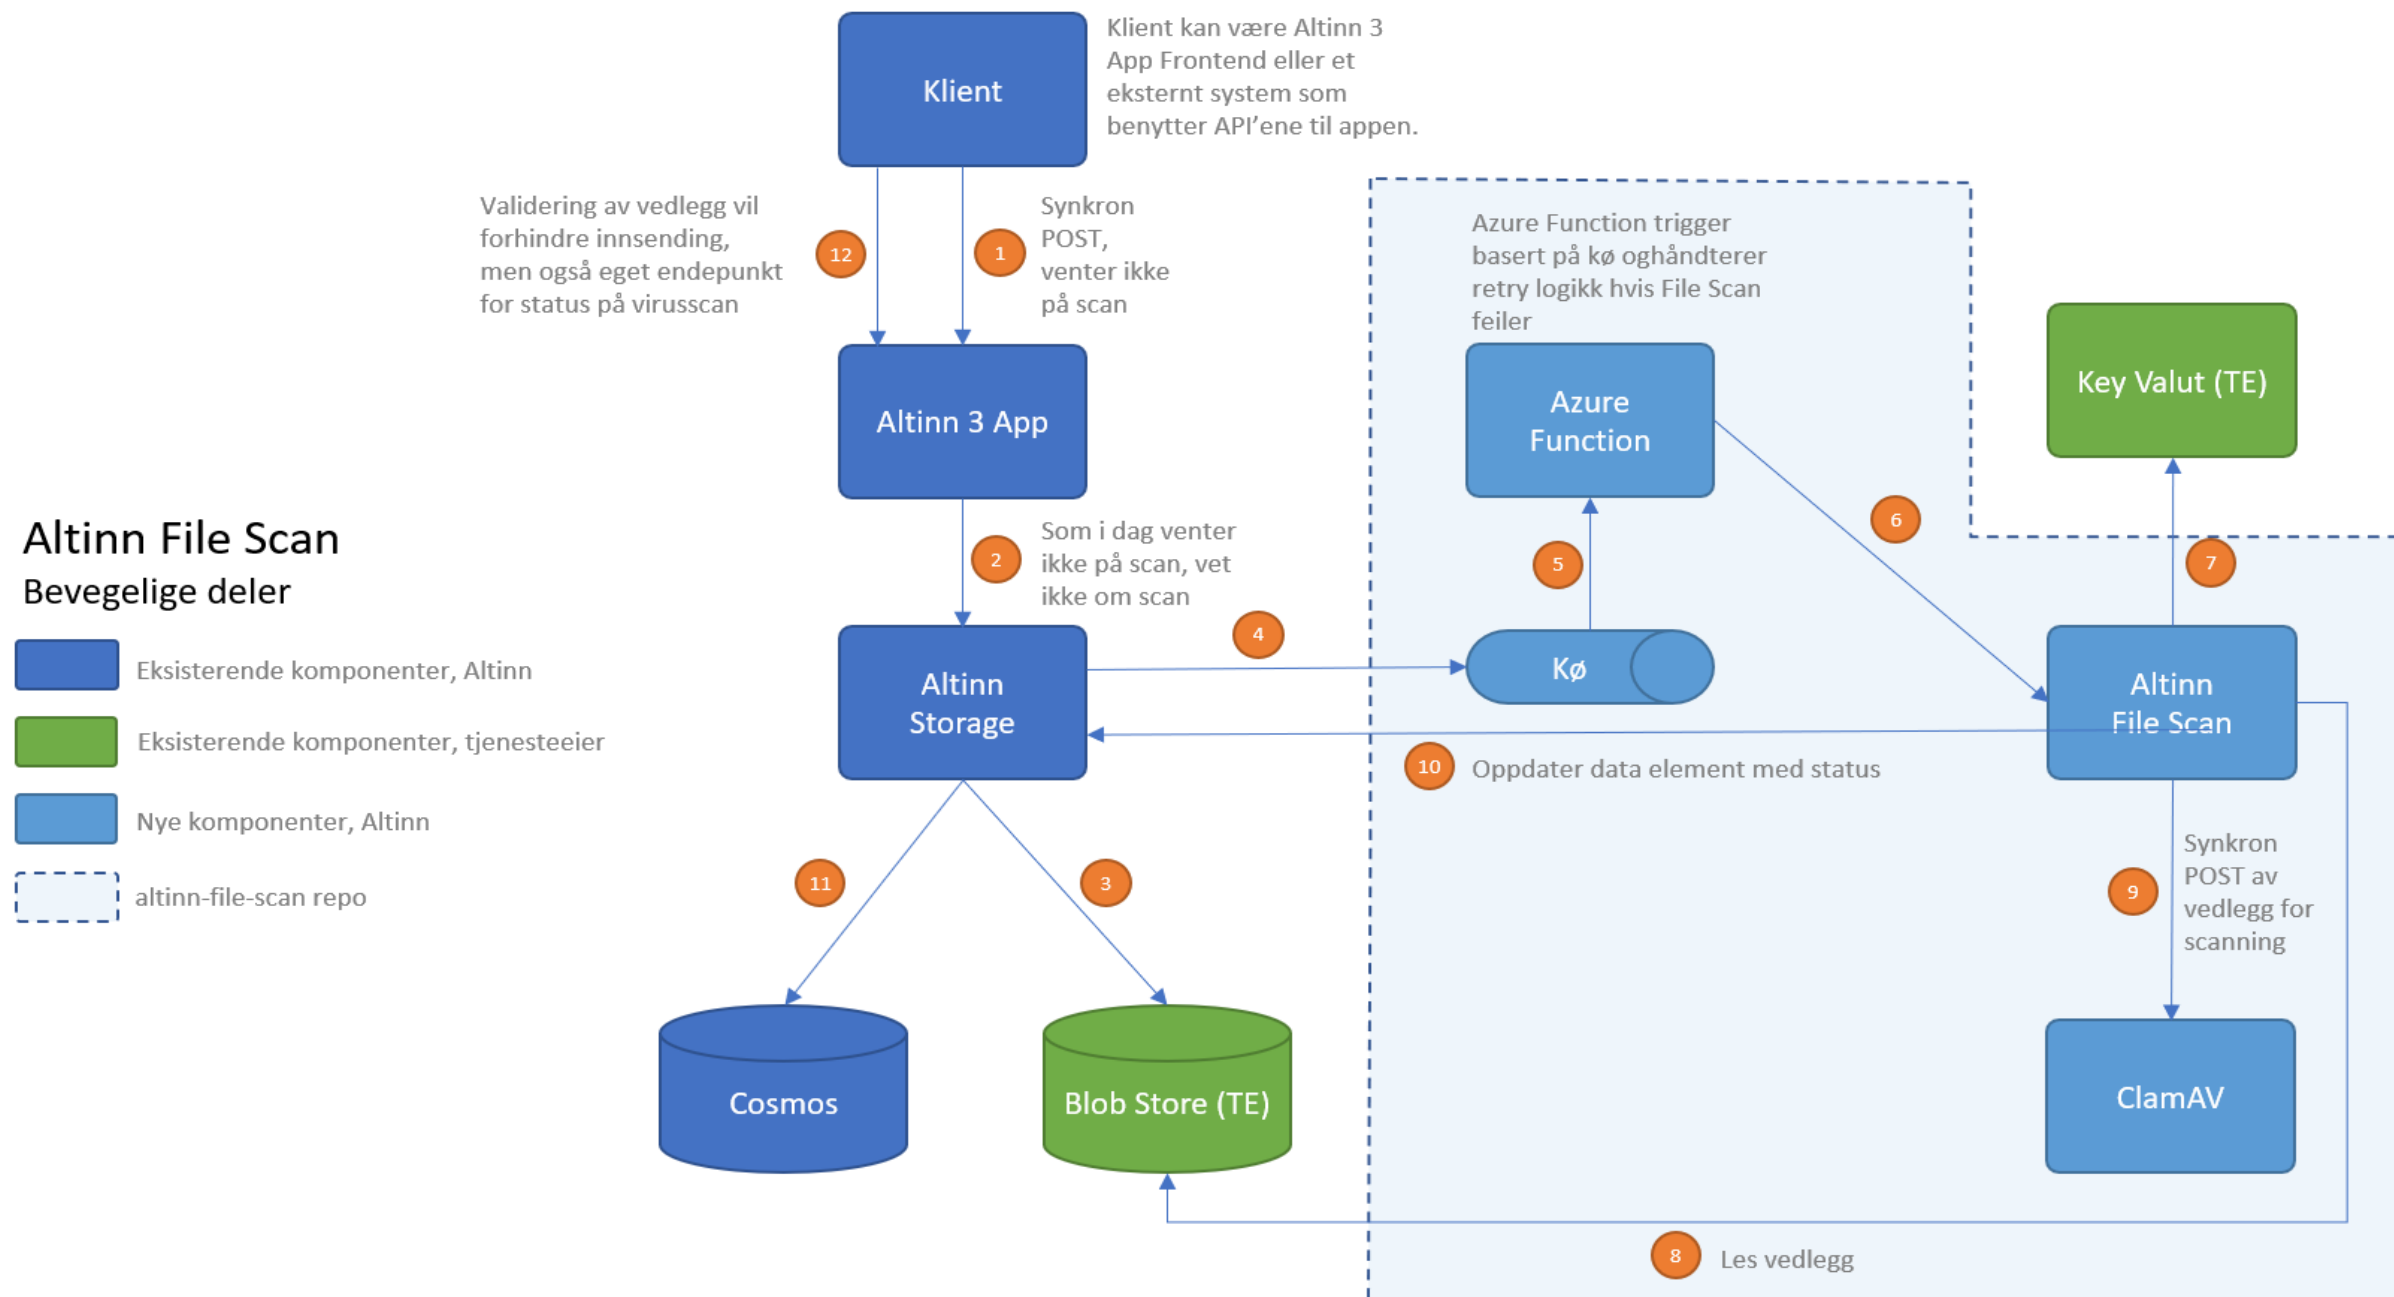 Klient
Klient kan være Altinn 3
App Frontend eller et
eksternt system som
benytter API’ene til appen.
Validering av vedlegg vil
forhindre innsending,
men også eget endepunkt
for status på virusscan
12
1
Synkron
POST,
venter ikke
på scan
Azure Function trigger
basert på kø oghåndterer
retry logikk hvis File Scan
feiler
Altinn 3 App
Azure
Function
Key Valut (TE)
Altinn File Scan
Bevegelige deler
Eksisterende komponenter, Altinn
Eksisterende komponenter, tjenesteeier
Nye komponenter, Altinn
altinn-file-scan repo
2
Som i dag venter
ikke på scan, vet
ikke om scan
5
6
7
4
Altinn
Storage
Kø
Altinn
File Scan
10
Oppdater data element med status
11
3
9
Synkron
POST av
vedlegg for
scanning
Cosmos
Blob Store (TE)
ClamAV
8
Les vedlegg